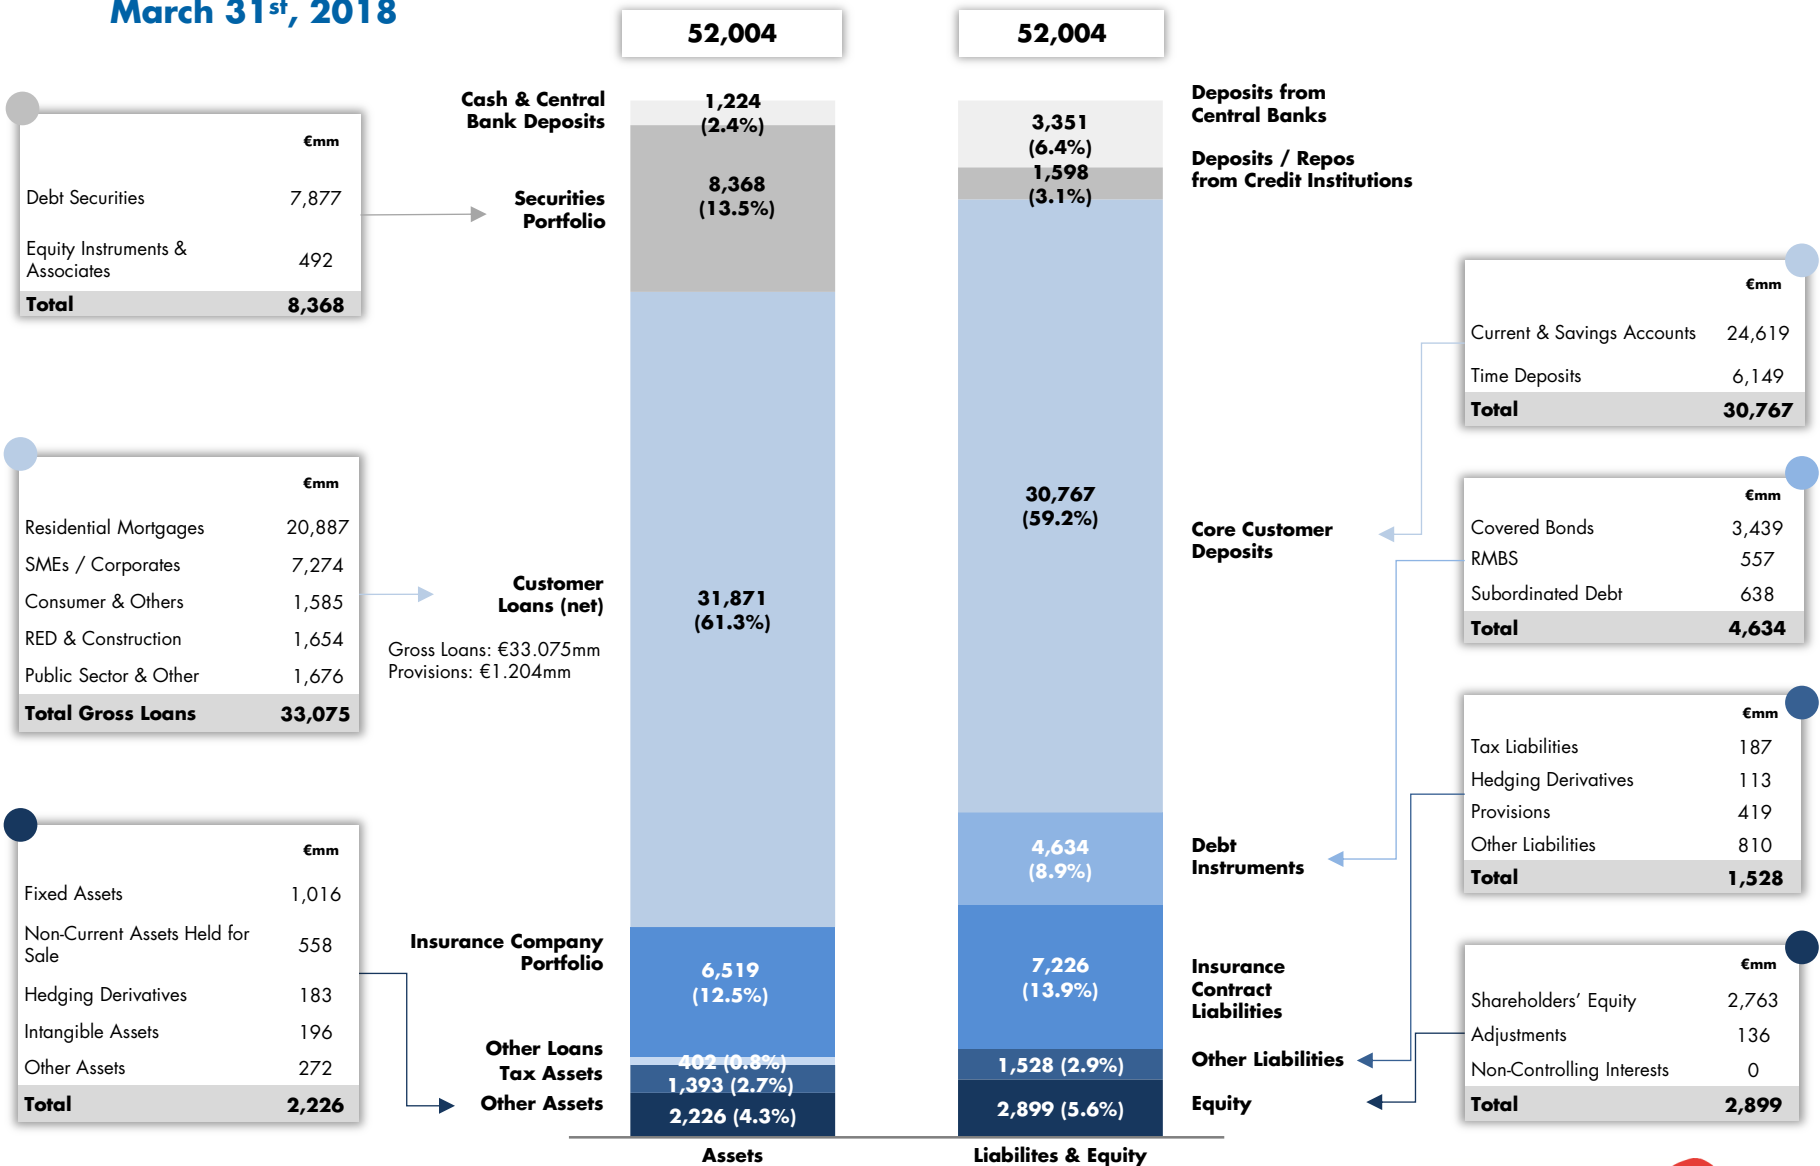 March 31st, 2018
52,004
52,004
€mm
Debt Securities 7,877
Equity Instruments &
Associates 492
Total 8,368
€mm
Residential Mortgages 20,887
SMEs / Corporates 7,274
Consumer & Others 1,585
RED & Construction 1,654
Public Sector & Other 1,676
Total Gross Loans 33,075
€mm
Fixed Assets 1,016
Non-Current Assets Held for
Sale 558
Hedging Derivatives 183
Intangible Assets 196
Other Assets 272
Total 2,226
Cash & Central
Bank Deposits
Securities
Portfolio
Customer
Loans (net)
Gross Loans: €33.075mm
Provisions: €1.204mm
Insurance Company
Portfolio
Other Loans
Tax Assets
Other Assets
1,224
(2.4%)
8,368
(13.5%)
31,871
(61.3%)
6,519
(12.5%)
402 (0.8%)
1,393 (2.7%)
2,226 (4.3%)
Assets
3,351
(6.4%)
1,598
(3.1%)
30,767
(59.2%)
4,634
(8.9%)
7,226
(13.9%)
1,528 (2.9%)
2,899 (5.6%)
Liabilites & Equity
Deposits from
Central Banks
Deposits / Repos
from Credit Institutions
Core Customer
Deposits
Debt
Instruments
Insurance
Contract
Liabilities
Other Liabilities
Equity
€mm
Current & Savings Accounts 24,619
Time Deposits 6,149
Total 30,767
€mm
Covered Bonds 3,439
RMBS 557
Subordinated Debt 638
Total 4,634
€mm
Tax Liabilities 187
Hedging Derivatives 113
Provisions 419
Other Liabilities 810
Total 1,528
€mm
Shareholders' Equity 2,763
Adjustments 136
Non-Controlling Interests 0
Total 2,899